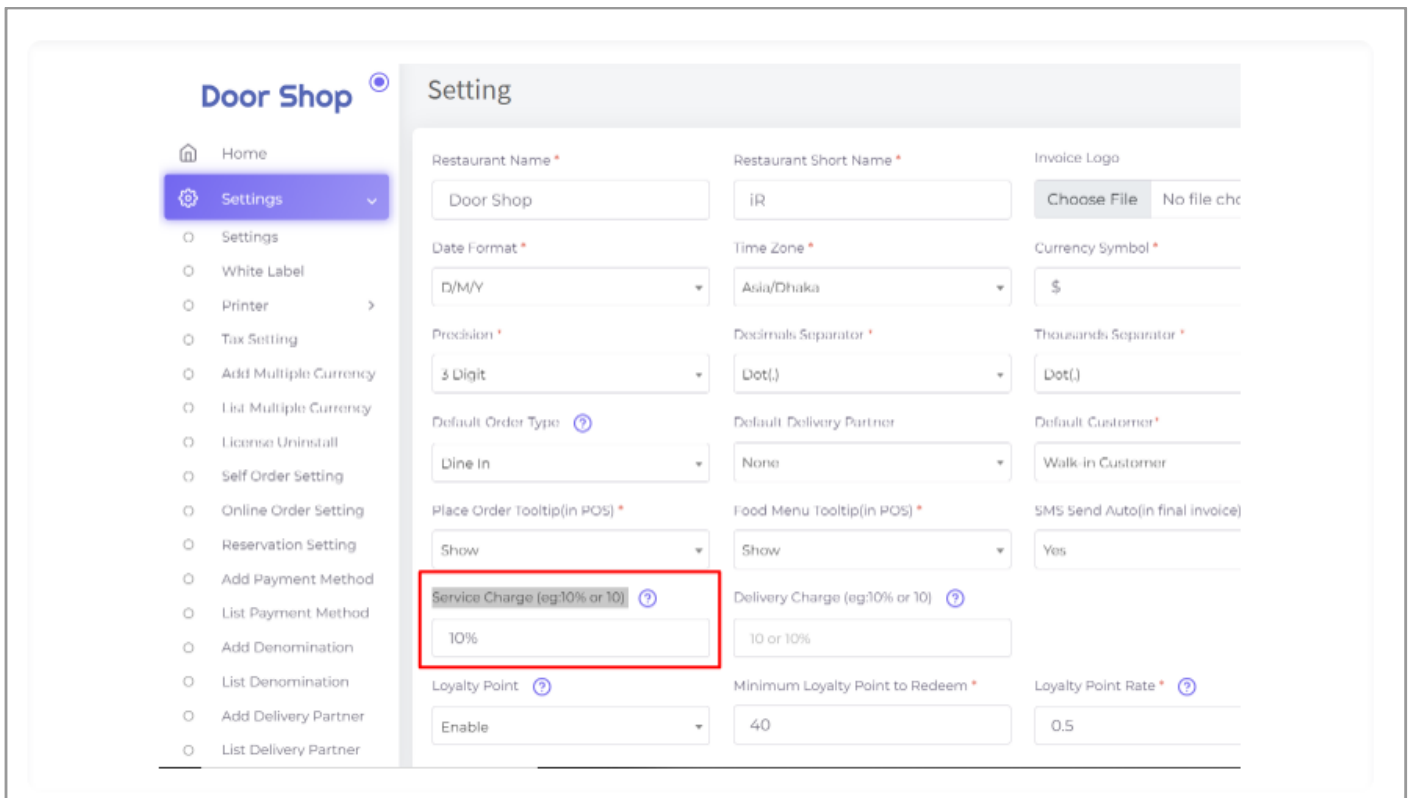 Door Shop
Home
Settings
Settings
White Label
Printer
Tax Setting
Add Multiple Currency
List Multiple Currency
License Uninstall
Self Order Setting
Online Order Setting
Reservation Setting
Add Payment Method
List Payment Method
Add Denomination
List Denomination
Add Delivery Partner
List Delivery Partner
Setting
Restaurant Name * Restaurant Short Name * Invoice Logo
Door Shop iR Choose File No file cho
Date Format * Time Zone * Currency Symbol *
D/M/Y Asia/Dhaka $
Precision * Decimals Separator * Thousands Separator *
3 Digit Dot(.) Dot(.)
Default Order Type ? Default Delivery Partner Default Customer*
Dine In None Walk-in Customer
Place Order Tooltip(in POS) * Food Menu Tooltip(in POS) * SMS Send Auto(in final invoice)
Show Show Yes
Service Charge (eg:10% or 10) ? Delivery Charge (eg:10% or 10) ?
10% 10 or 10%
Loyalty Point ? Minimum Loyalty Point to Redeem * Loyalty Point Rate * ?
Enable 40 0.5